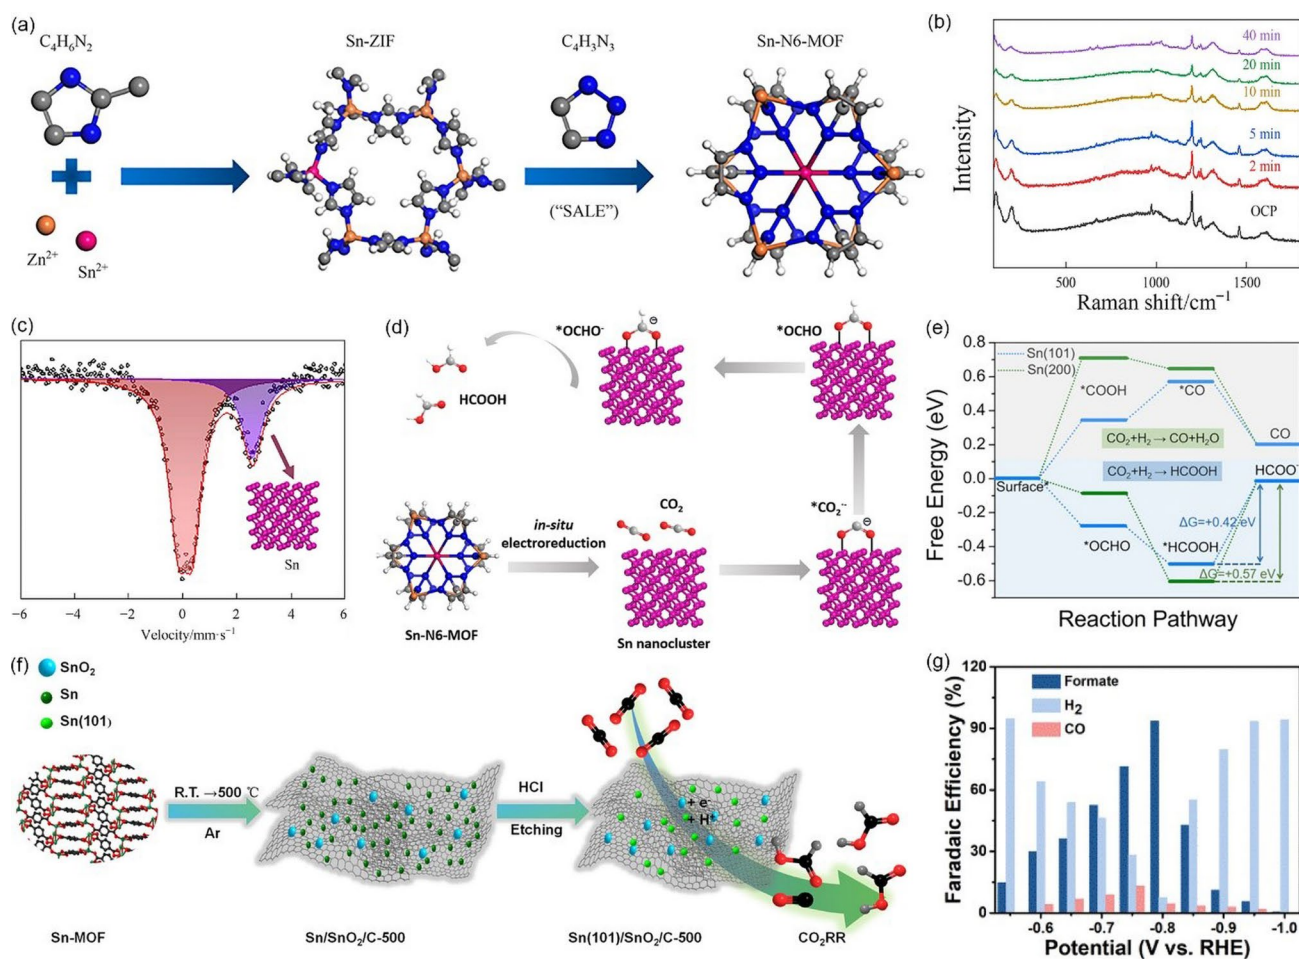 (a)
C₄H₆N₂
Sn-ZIF
C₄H₃N₃
Sn-N6-MOF
("SALE")
Zn²⁺
Sn²⁺
(b)
Intensity
40 min
20 min
10 min
5 min
2 min
OCP
500
1000
1500
Raman shift/cm⁻¹
(c)
Sn
−6
−4
−2
0
2
4
6
Velocity/mm·s⁻¹
(d)
*OCHO⁻
*OCHO
HCOOH
in-situ
electroreduction
CO₂
*CO₂·⁻
Sn-N6-MOF
Sn nanocluster
(e)
Free Energy (eV)
0.8
0.6
0.4
0.2
0.0
-0.2
-0.4
-0.6
Sn(101)
Sn(200)
*COOH
*CO
CO
CO₂+H₂→CO+H₂O
CO₂+H₂→HCOOH
HCOO⁻
Surface*
ΔG=+0.42 eV
*OCHO
*HCOOH
ΔG=+0.57 eV
Reaction Pathway
(f)
SnO₂
Sn
Sn(101)
R.T. →500 ℃
Ar
HCl
Etching
+ e⁻
+ H⁺
Sn-MOF
Sn/SnO₂/C-500
Sn(101)/SnO₂/C-500
CO₂RR
(g)
Faradaic Efficiency (%)
120
90
60
30
0
Formate
H₂
CO
-0.6
-0.7
-0.8
-0.9
-1.0
Potential (V vs. RHE)